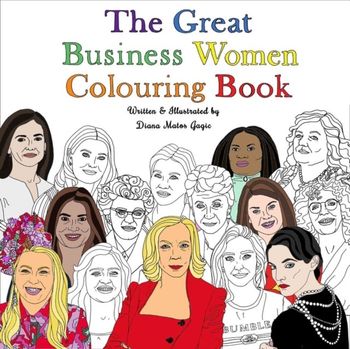 The Great
Business Women
Colouring Book
Written & Illustrated by
Diana Matos Gagic
BUMBLE